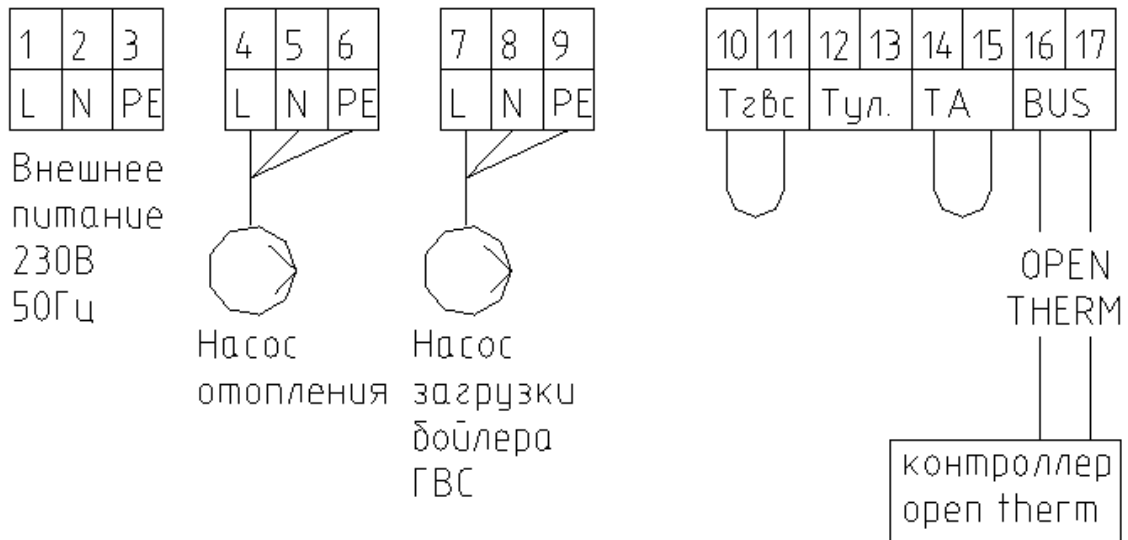 1 2 3 4 5 6 7 8 9 10 11 12 13 14 15 16 17
L N PE L N PE L N PE Тгвс Тул. ТА BUS
Внешнее
питание
230В
50Гц
Насос
отопления
Насос
загрузки
бойлера
ГВС
OPEN
THERM
контроллер
open therm